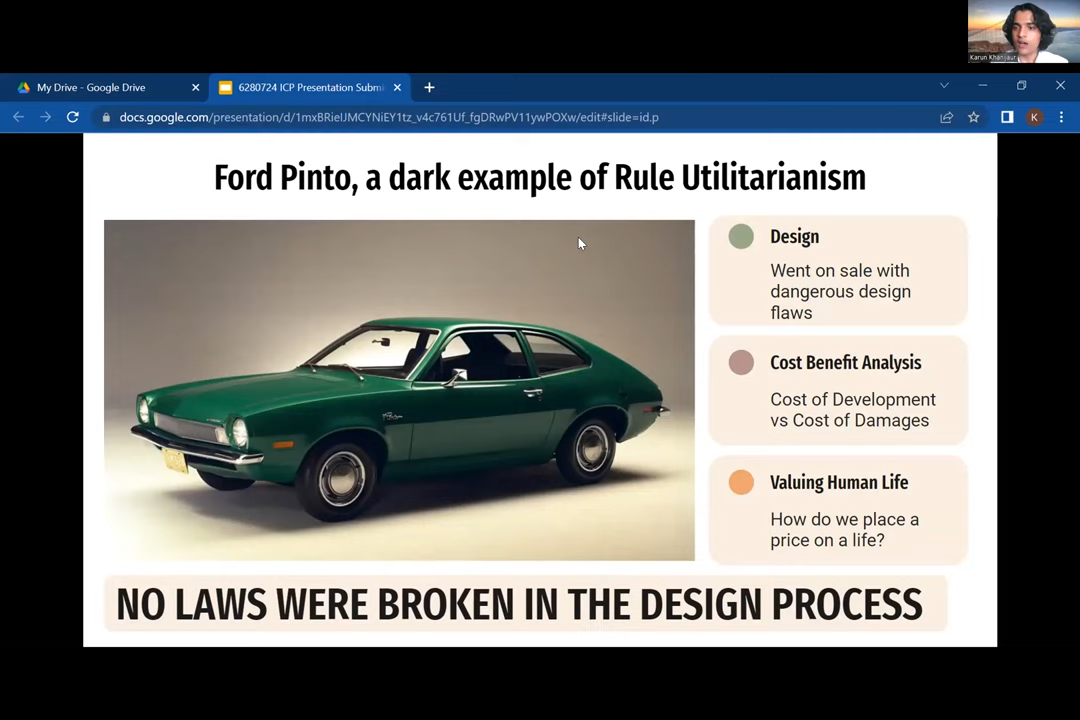 Karun Khanijaur
My Drive - Google Drive
6280724 ICP Presentation Submi
docs.google.com/presentation/d/1mxBRielJMCYNiEY1tz_v4c761Uf_fgDRwPV11ywPOXw/edit#slide=id.p
K
Ford Pinto, a dark example of Rule Utilitarianism
Design
Went on sale with
dangerous design
flaws
Cost Benefit Analysis
Cost of Development
vs Cost of Damages
Valuing Human Life
How do we place a
price on a life?
NO LAWS WERE BROKEN IN THE DESIGN PROCESS